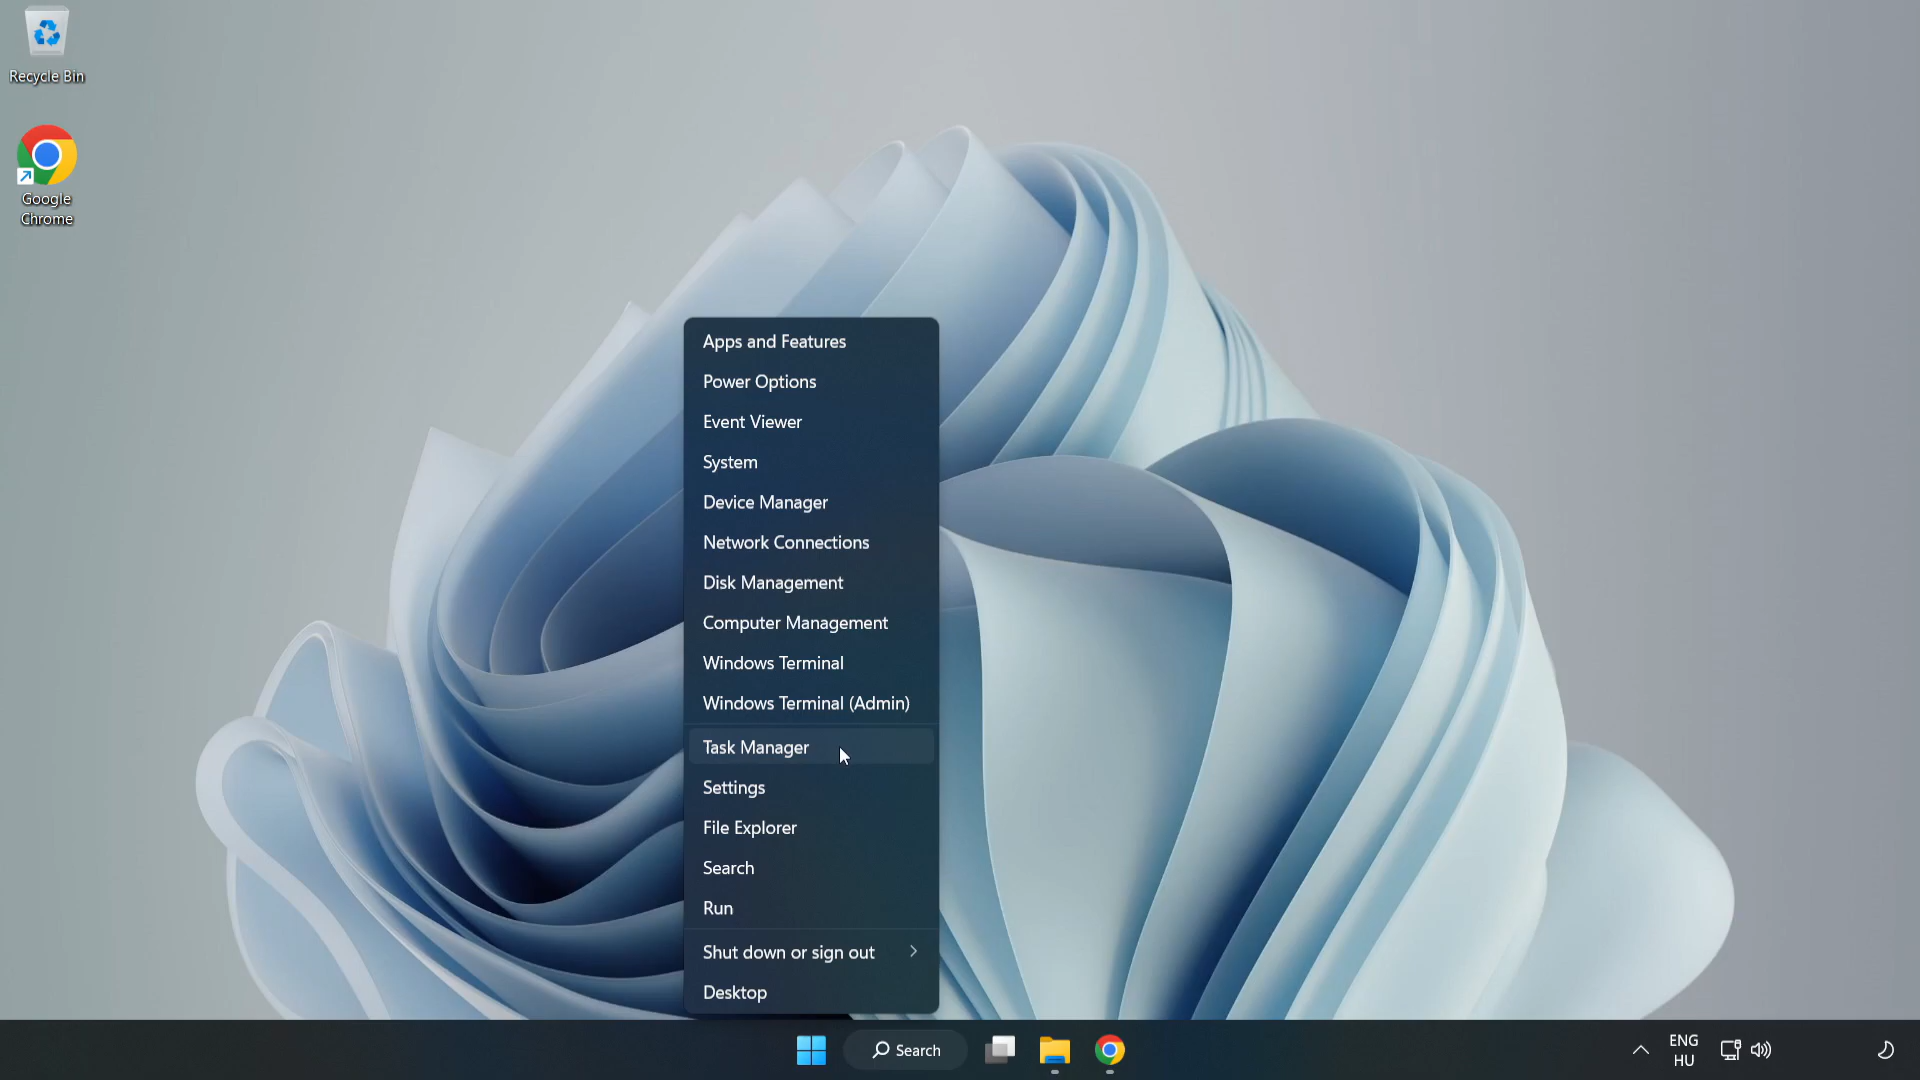 Recycle Bin
Google
Chrome
Apps and Features
Power Options
Event Viewer
System
Device Manager
Network Connections
Disk Management
Computer Management
Windows Terminal
Windows Terminal (Admin)
Task Manager
Settings
File Explorer
Search
Run
Shut down or sign out
Desktop
Search
ENG
HU